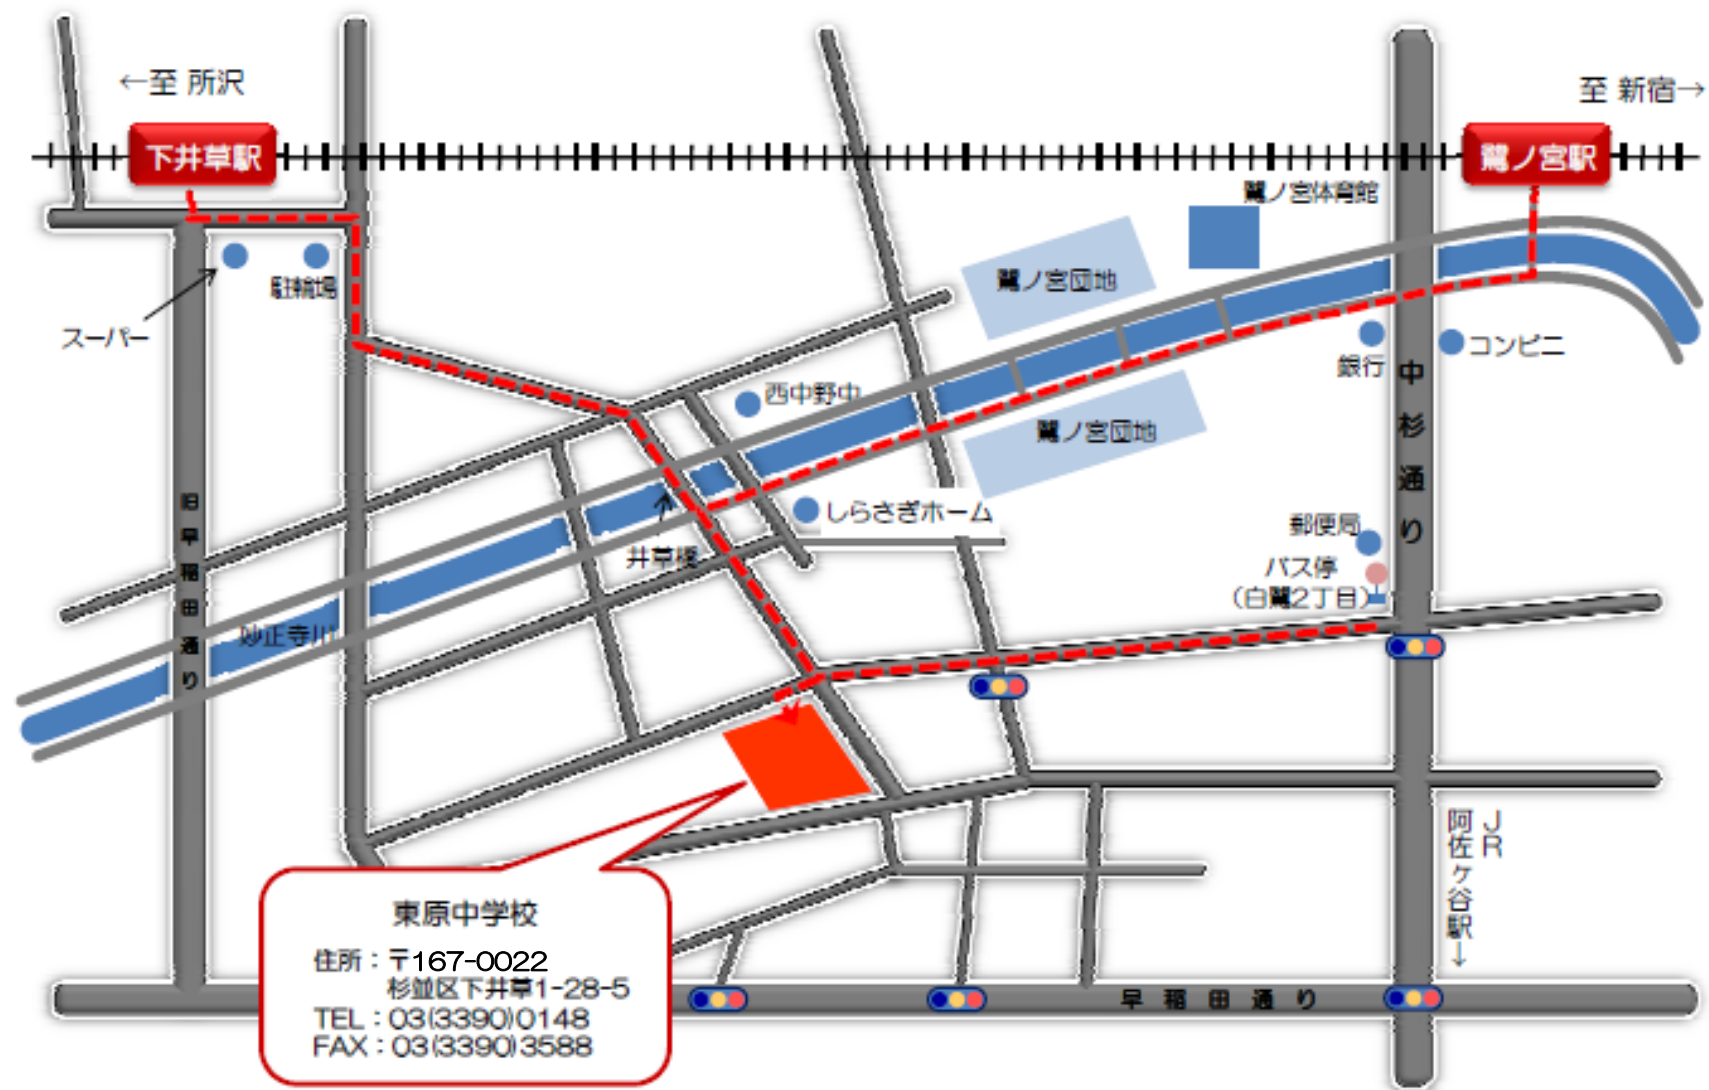 ←至 所沢
至 新宿→
下井草駅
鷺ノ宮駅
鷺ノ宮体育館
鷺ノ宮団地
駐輪場
スーパー
銀行
コンビニ
西中野中
鷺ノ宮団地
中杉通り
旧早稲田通り
しらさぎホーム
井草橋
郵便局
バス停
(白鷺2丁目)
妙正寺川
JR
阿佐ヶ谷駅→
東原中学校
住所:〒167-0022
杉並区下井草1-28-5
TEL:03(3390)0148
FAX:03(3390)3588
早稲田通り